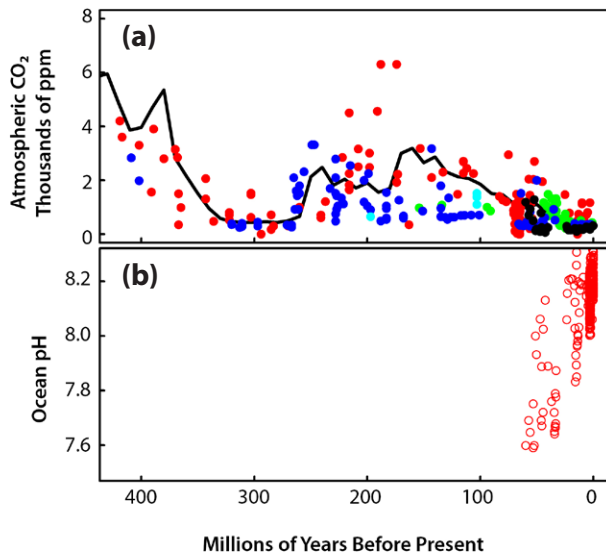 (a)
Atmospheric CO₂
Thousands of ppm
8
6
4
2
0
(b)
Ocean pH
8.2
8.0
7.8
7.6
400
300
200
100
0
Millions of Years Before Present